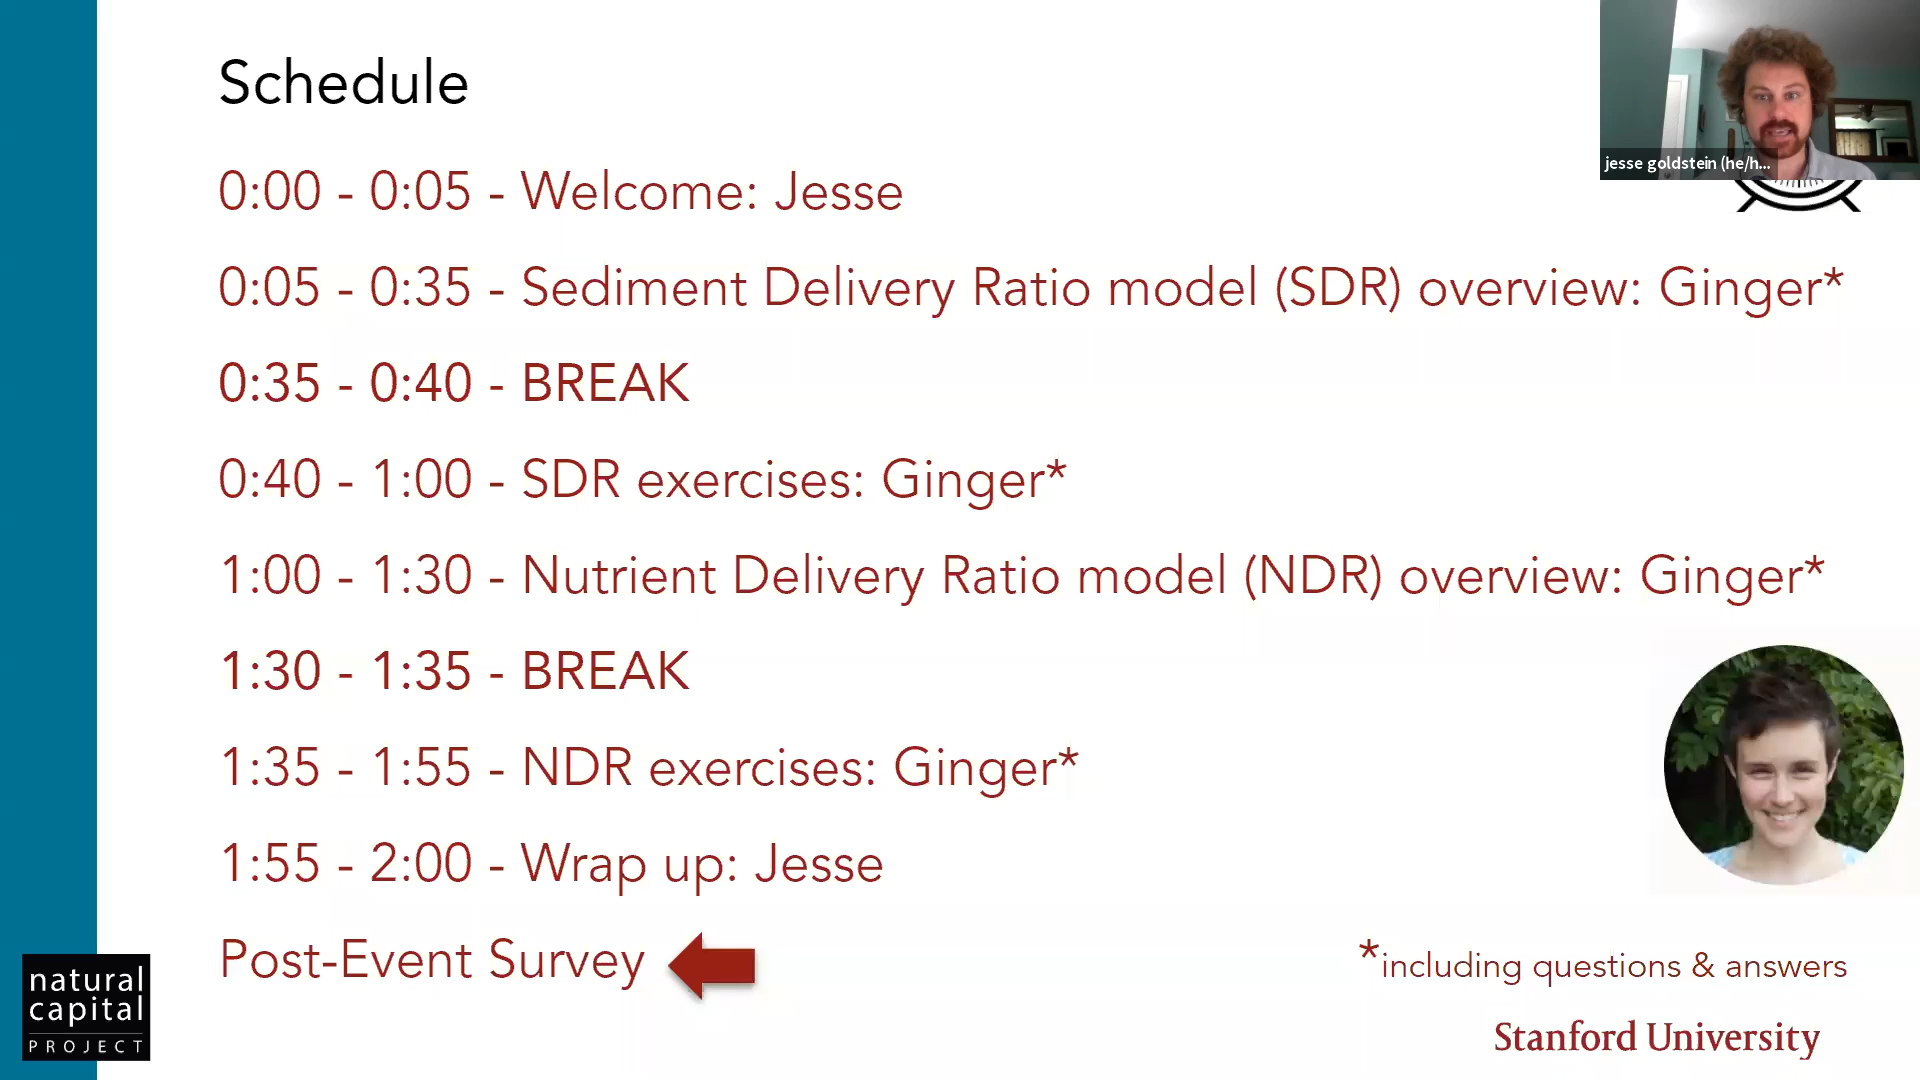 Schedule
jesse goldstein (he/h...
0:00 - 0:05 - Welcome: Jesse
0:05 - 0:35 - Sediment Delivery Ratio model (SDR) overview: Ginger*
0:35 - 0:40 - BREAK
0:40 - 1:00 - SDR exercises: Ginger*
1:00 - 1:30 - Nutrient Delivery Ratio model (NDR) overview: Ginger*
1:30 - 1:35 - BREAK
1:35 - 1:55 - NDR exercises: Ginger*
1:55 - 2:00 - Wrap up: Jesse
Post-Event Survey
*including questions & answers
natural
capital
PROJECT
Stanford University